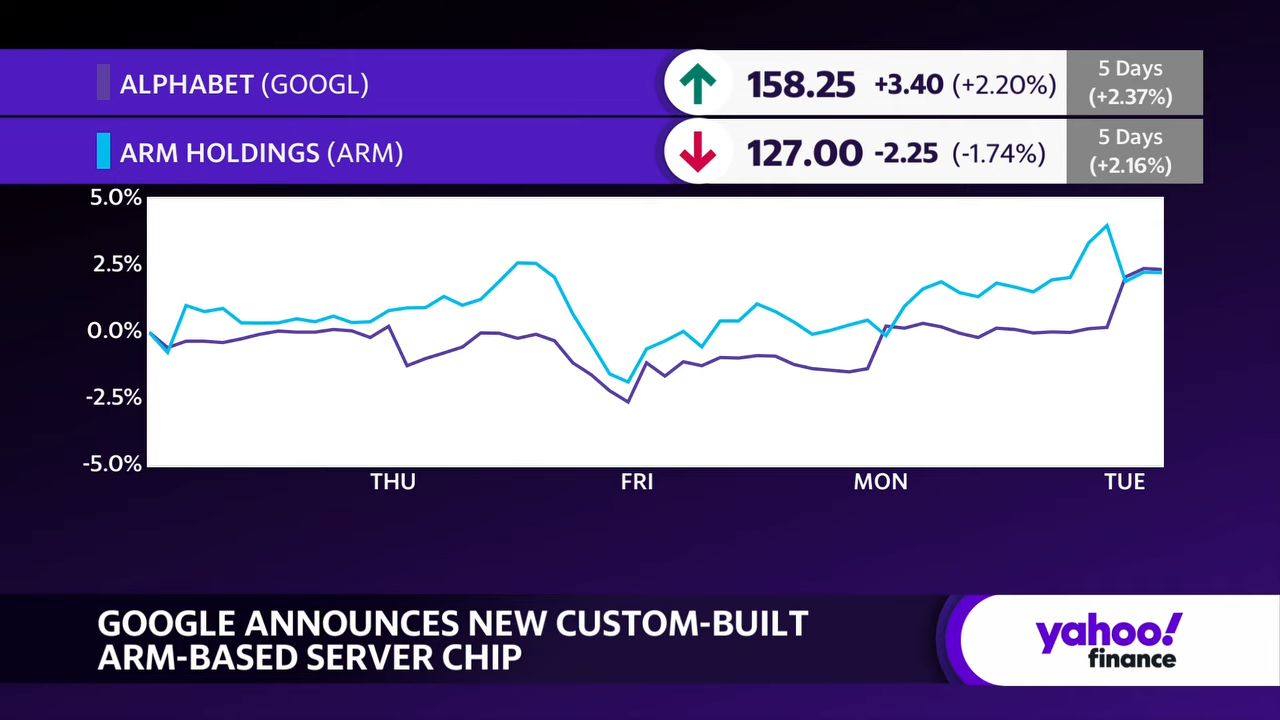 ALPHABET (GOOGL) 158.25 +3.40 (+2.20%) 5 Days (+2.37%)
ARM HOLDINGS (ARM) 127.00 -2.25 (-1.74%) 5 Days (+2.16%)
5.0%
2.5%
0.0%
-2.5%
-5.0%
THU FRI MON TUE
GOOGLE ANNOUNCES NEW CUSTOM-BUILT
ARM-BASED SERVER CHIP
yahoo!
finance